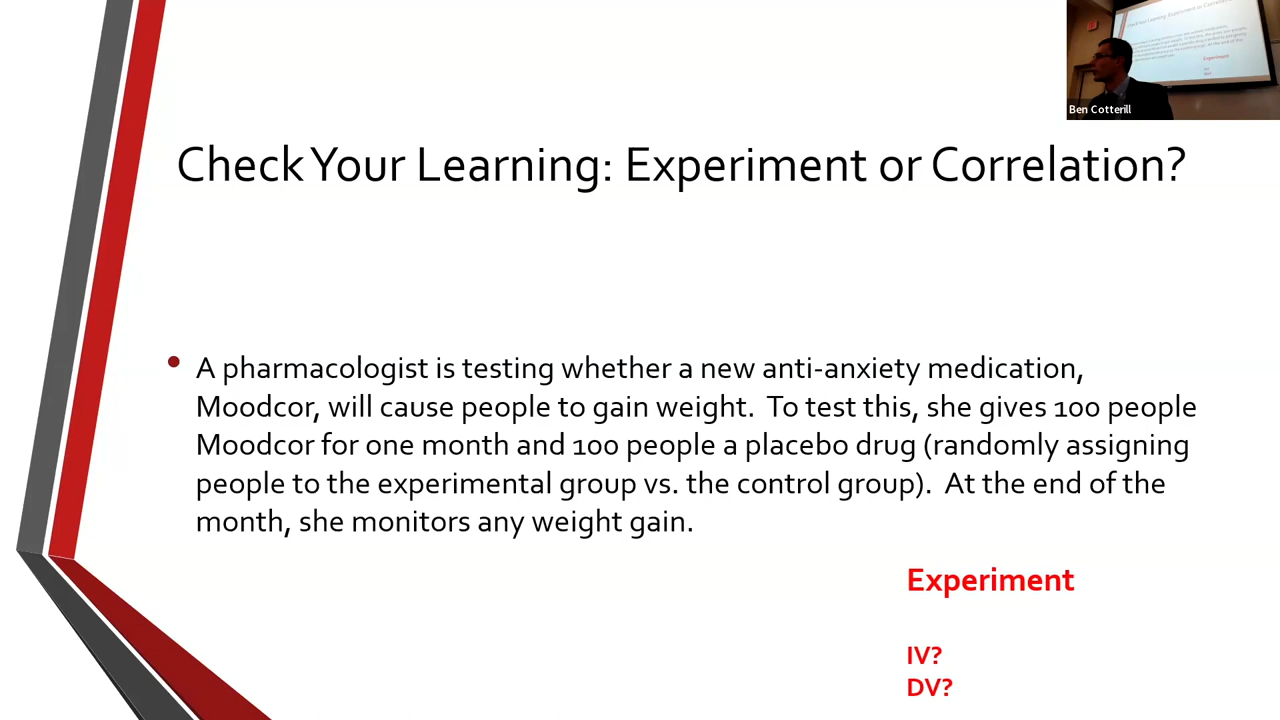 Ben Cotterill
Check Your Learning: Experiment or Correlation?
• A pharmacologist is testing whether a new anti-anxiety medication,
Moodcor, will cause people to gain weight.  To test this, she gives 100 people
Moodcor for one month and 100 people a placebo drug (randomly assigning
people to the experimental group vs. the control group).  At the end of the
month, she monitors any weight gain.
Experiment
IV?
DV?